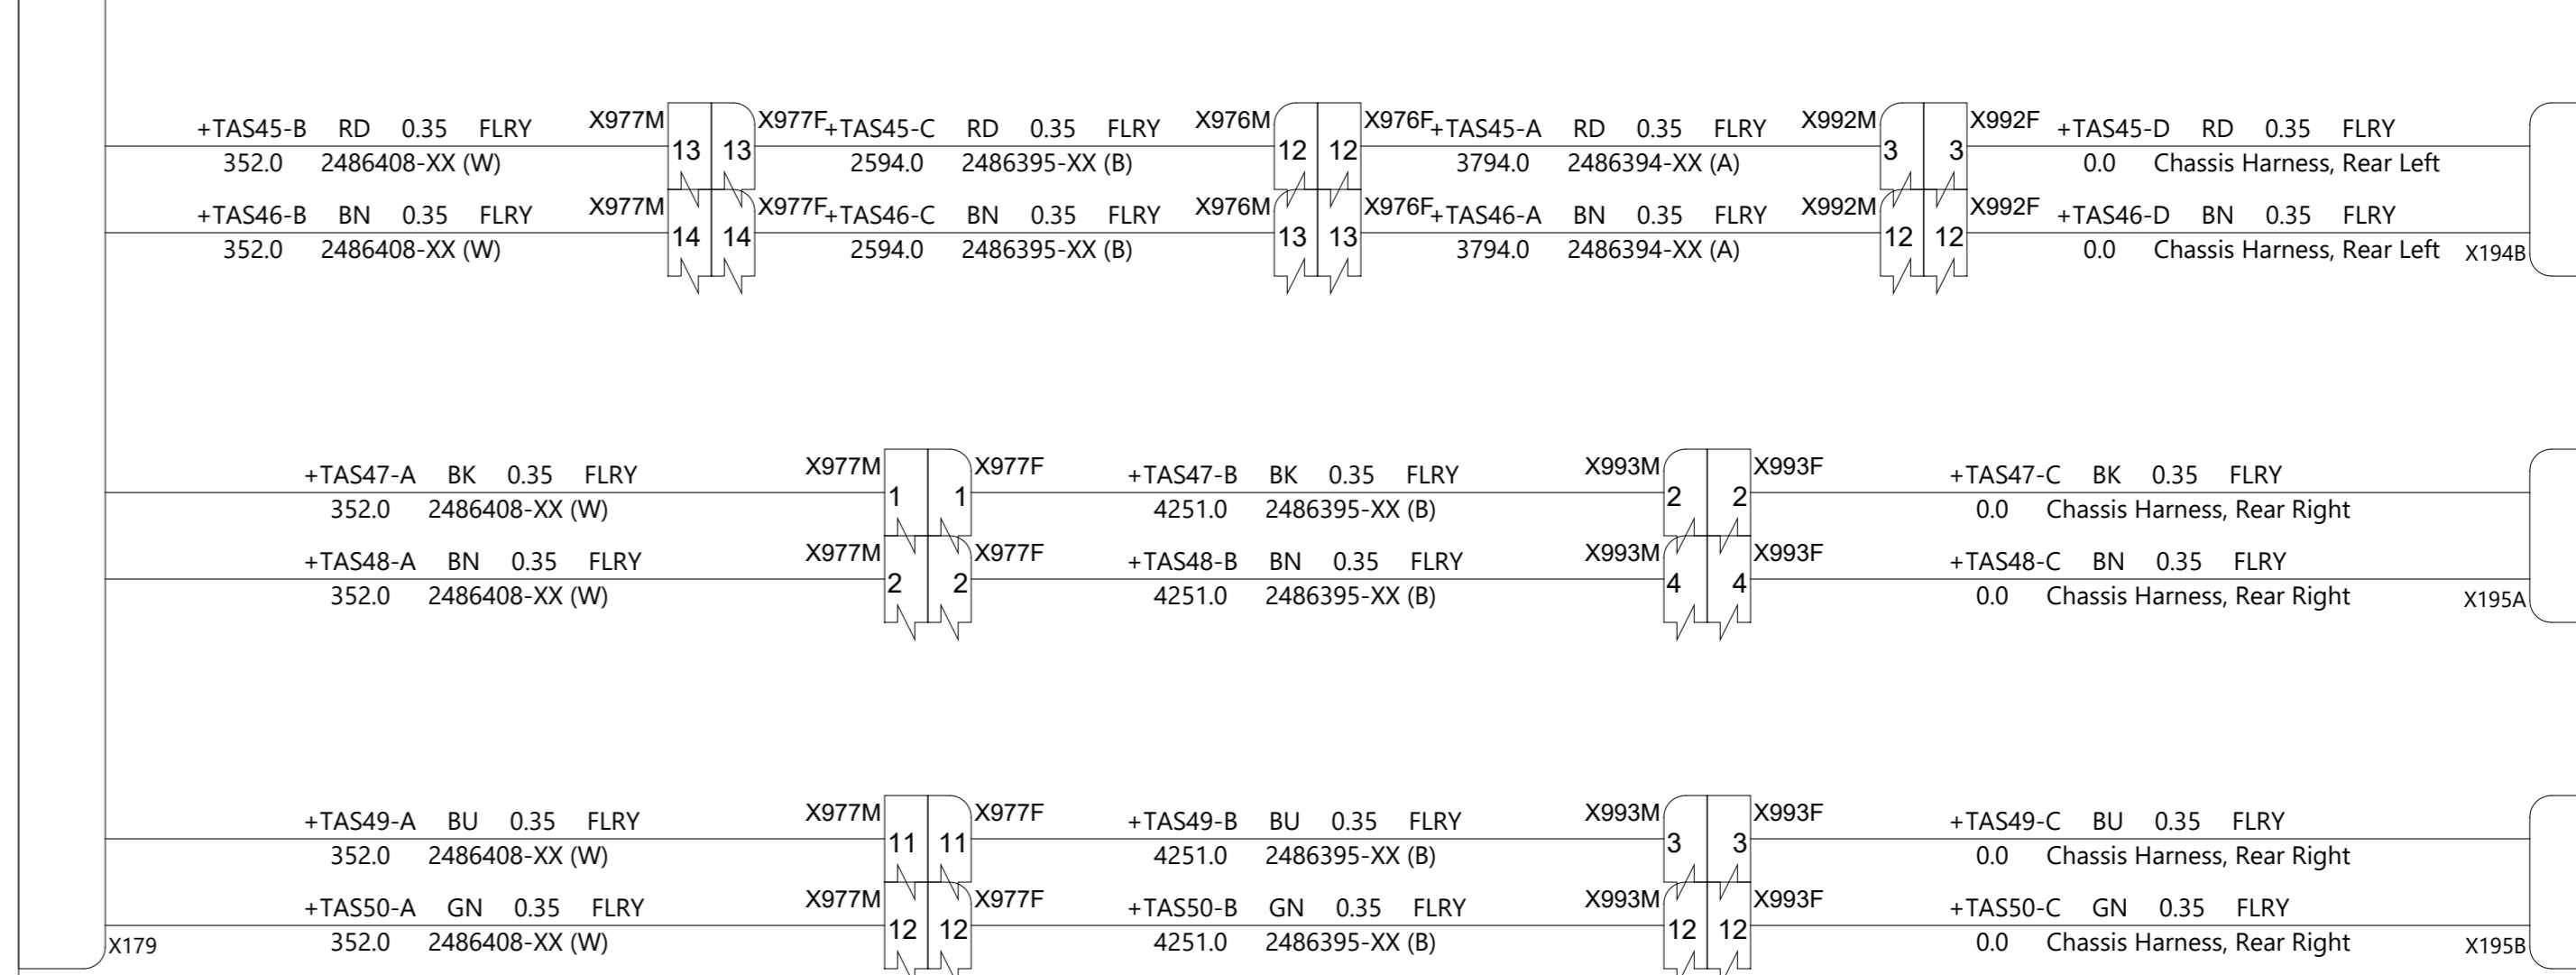 +TAS45-B RD 0.35 FLRY X977M X977F +TAS45-C RD 0.35 FLRY X976M X976F +TAS45-A RD 0.35 FLRY X992M X992F +TAS45-D RD 0.35 FLRY
13 13 12 12 3 3
352.0 2486408-XX (W) 2594.0 2486395-XX (B) 3794.0 2486394-XX (A) 0.0 Chassis Harness, Rear Left
+TAS46-B BN 0.35 FLRY X977M X977F +TAS46-C BN 0.35 FLRY X976M X976F +TAS46-A BN 0.35 FLRY X992M X992F +TAS46-D BN 0.35 FLRY
14 14 13 13 12 12
352.0 2486408-XX (W) 2594.0 2486395-XX (B) 3794.0 2486394-XX (A) 0.0 Chassis Harness, Rear Left X194B
+TAS47-A BK 0.35 FLRY X977M X977F +TAS47-B BK 0.35 FLRY X993M X993F +TAS47-C BK 0.35 FLRY
1 1 2 2
352.0 2486408-XX (W) 4251.0 2486395-XX (B) 0.0 Chassis Harness, Rear Right
+TAS48-A BN 0.35 FLRY X977M X977F +TAS48-B BN 0.35 FLRY X993M X993F +TAS48-C BN 0.35 FLRY
2 2 4 4
352.0 2486408-XX (W) 4251.0 2486395-XX (B) 0.0 Chassis Harness, Rear Right X195A
+TAS49-A BU 0.35 FLRY X977M X977F +TAS49-B BU 0.35 FLRY X993M X993F +TAS49-C BU 0.35 FLRY
11 11 3 3
352.0 2486408-XX (W) 4251.0 2486395-XX (B) 0.0 Chassis Harness, Rear Right
+TAS50-A GN 0.35 FLRY X977M X977F +TAS50-B GN 0.35 FLRY X993M X993F +TAS50-C GN 0.35 FLRY
12 12 12 12
X179 352.0 2486408-XX (W) 4251.0 2486395-XX (B) 0.0 Chassis Harness, Rear Right X195B